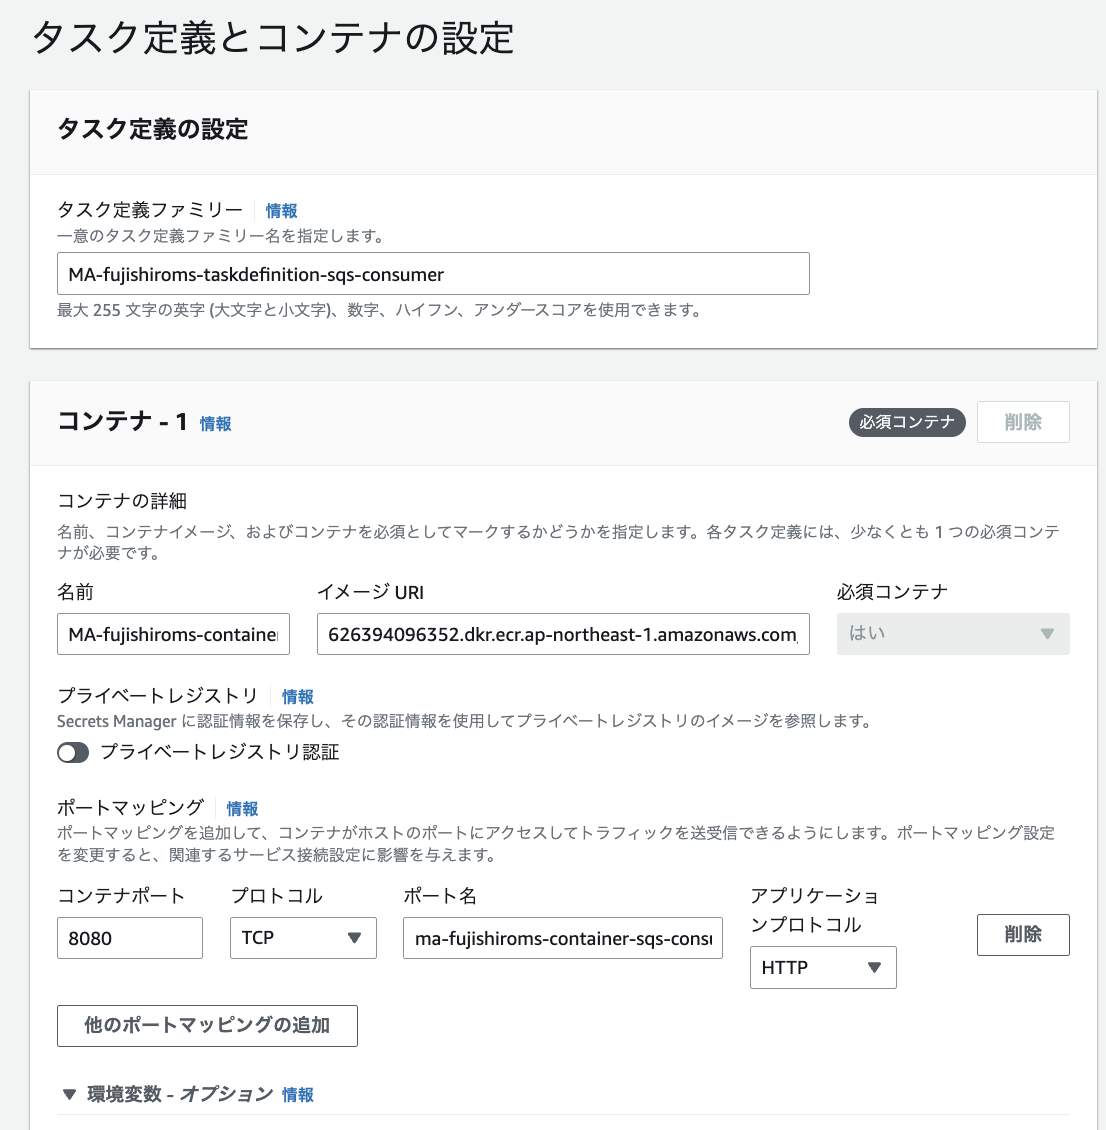 タスク定義とコンテナの設定
タスク定義の設定
タスク定義ファミリー 情報
一意のタスク定義ファミリー名を指定します。
MA-fujishiroms-taskdefinition-sqs-consumer
最大 255 文字の英字 (大文字と小文字)、数字、ハイフン、アンダースコアを使用できます。
コンテナ - 1 情報 必須コンテナ 削除
コンテナの詳細
名前、コンテナイメージ、およびコンテナを必須としてマークするかどうかを指定します。各タスク定義には、少なくとも 1 つの必須コンテ
ナが必要です。
名前 イメージ URI 必須コンテナ
MA-fujishiroms-container 626394096352.dkr.ecr.ap-northeast-1.amazonaws.com はい
プライベートレジストリ 情報
Secrets Manager に認証情報を保存し、その認証情報を使用してプライベートレジストリのイメージを参照します。
プライベートレジストリ認証
ポートマッピング 情報
ポートマッピングを追加して、コンテナがホストのポートにアクセスしてトラフィックを送受信できるようにします。ポートマッピング設定
を変更すると、関連するサービス接続設定に影響を与えます。
コンテナポート プロトコル ポート名 アプリケーショ
ンプロトコル
8080 TCP ma-fujishiroms-container-sqs-consu 削除
HTTP
他のポートマッピングの追加
環境変数 - オプション 情報